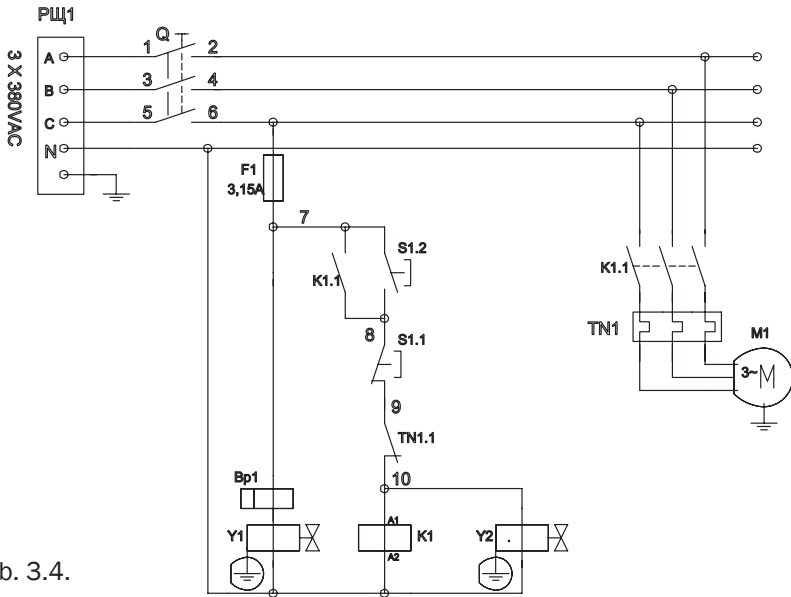 РЩ1
3 X 380VAC
A
B
C
N
Q
1
2
3
4
5
6
F1
3,15A
7
K1.1
S1.2
8
S1.1
9
TN1.1
10
Bp1
Y1
A1
K1
A2
Y2
K1.1
TN1
M1
3~M
b. 3.4.